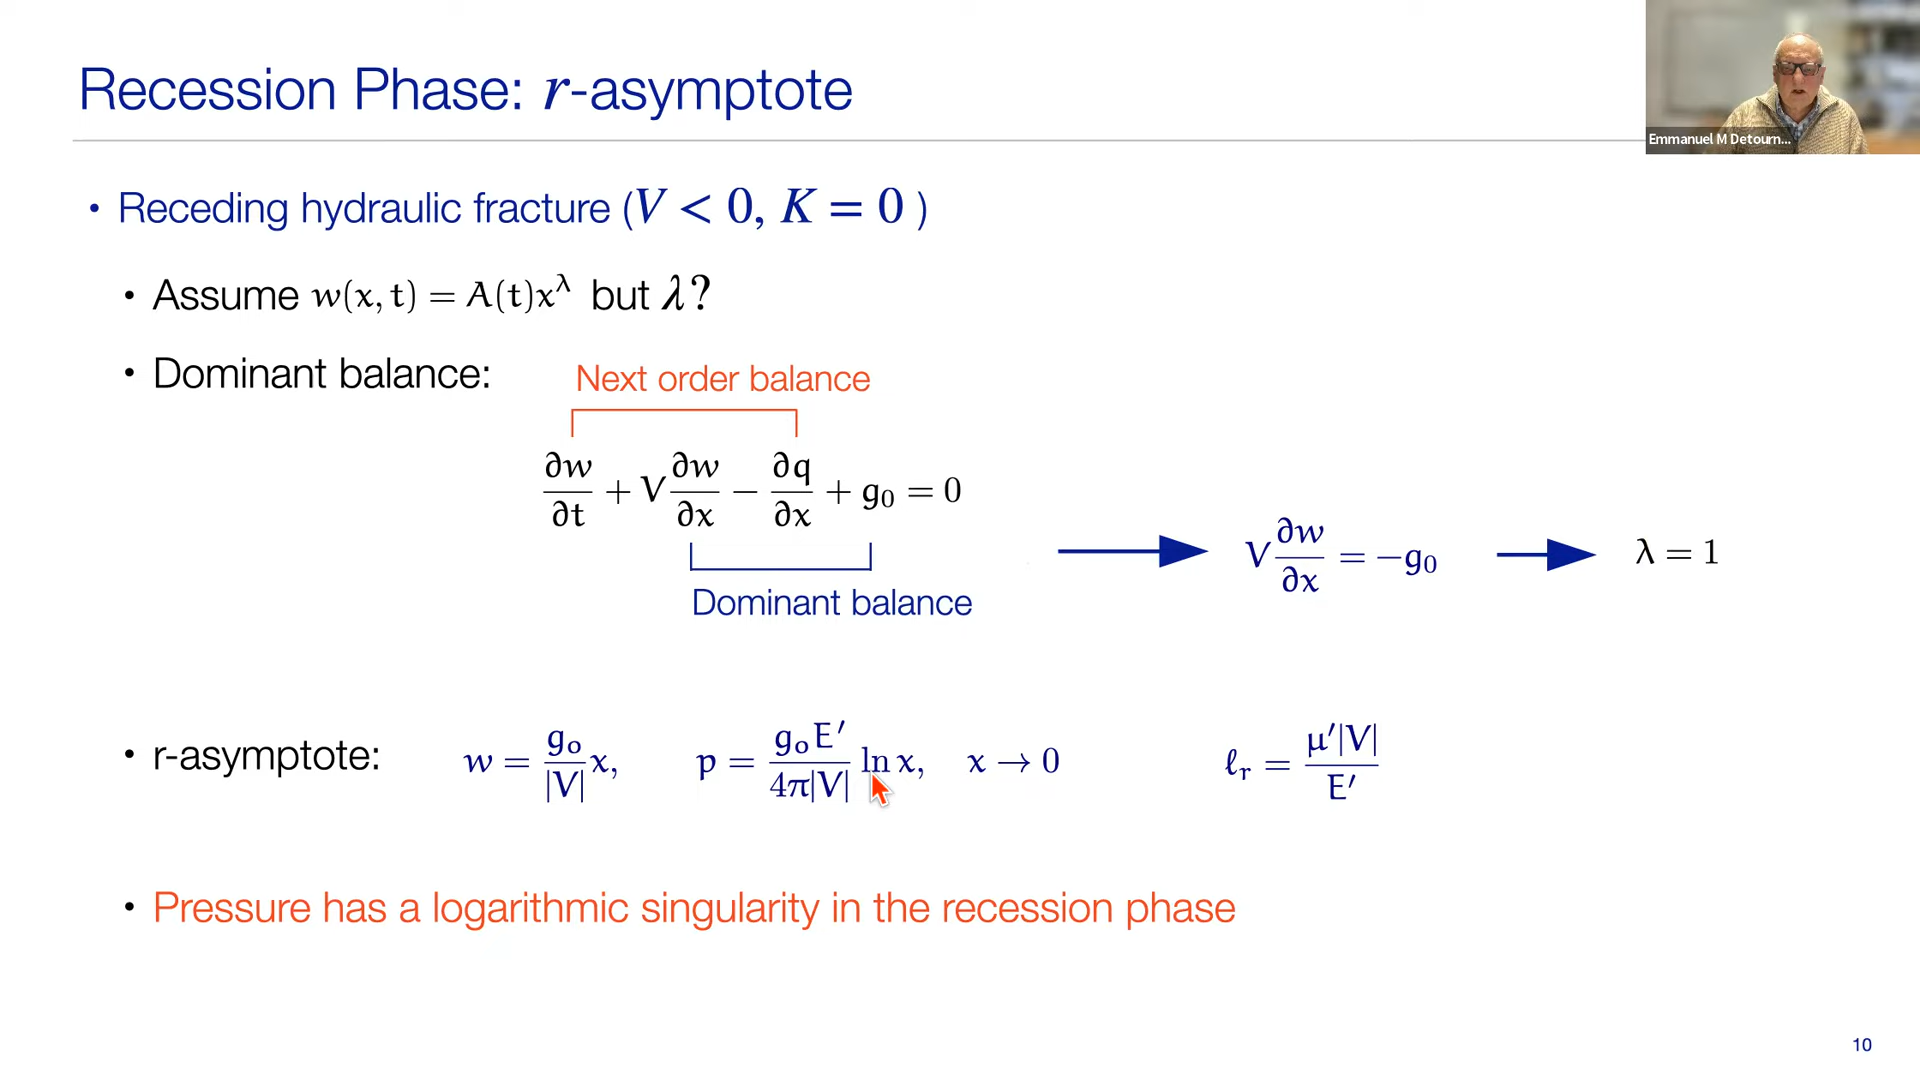 Recession Phase: r-asymptote
Emmanuel M Detourn...
• Receding hydraulic fracture (V < 0, K = 0 )
• Assume w(x, t) = A(t)x^λ but λ?
• Dominant balance:
Next order balance
∂w/∂t + V ∂w/∂x − ∂q/∂x + g₀ = 0
V ∂w/∂x = −g₀
λ = 1
Dominant balance
• r-asymptote: w = g₀/|V| x, p = g₀E′/4π|V| ln x, x → 0 ℓᵣ = μ′|V|/E′
• Pressure has a logarithmic singularity in the recession phase
10